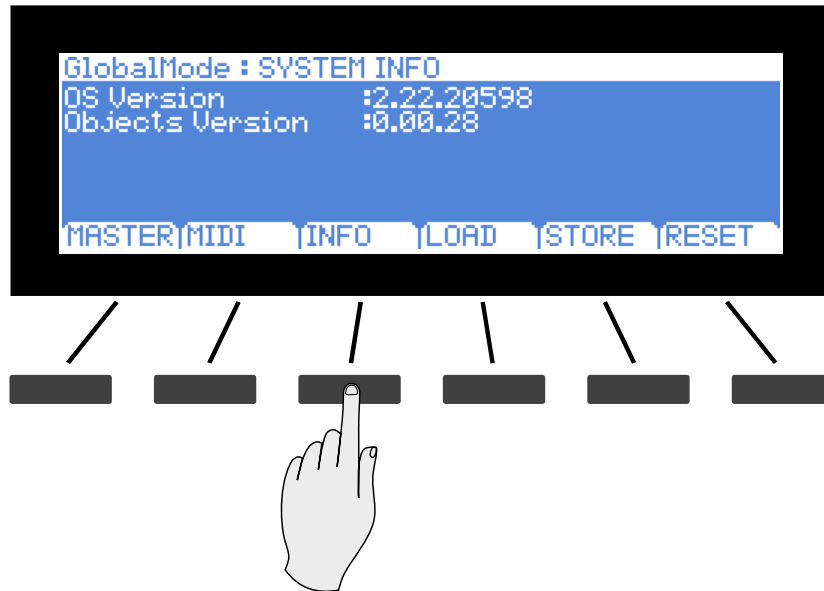 GlobalMode : SYSTEM INFO
OS Version :2.22.20598
Objects Version :0.00.28
MASTER MIDI INFO LOAD STORE RESET